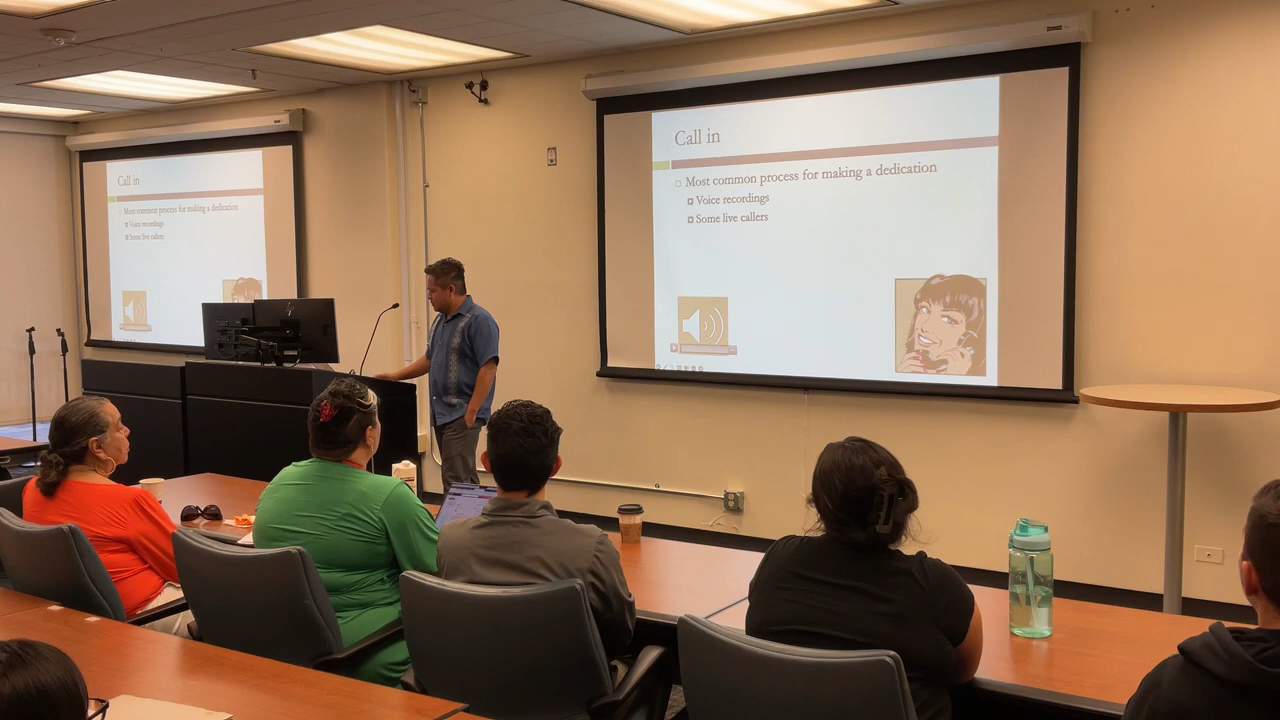 Call in
Most common process for making a dedication
Voice recordings
Some live callers
Call in
Most common process for making a dedication
Voice recordings
Some live callers